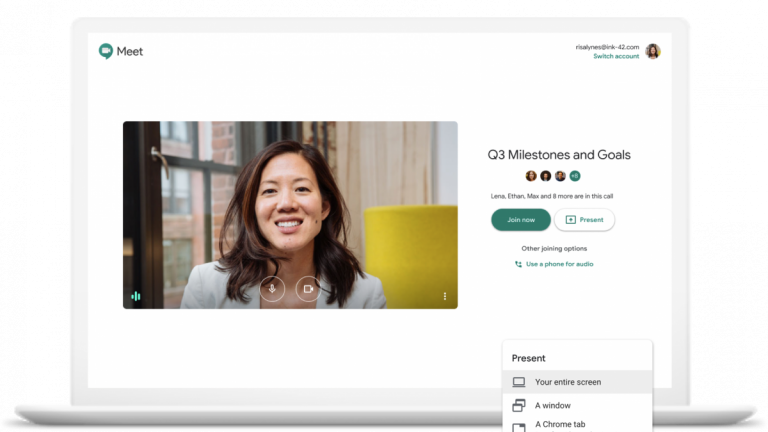 Meet
risalynes@ink-42.com
Switch account
Q3 Milestones and Goals
+8
Lena, Ethan, Max and 8 more are in this call
Join now
Present
Other joining options
Use a phone for audio
Present
Your entire screen
A window
A Chrome tab